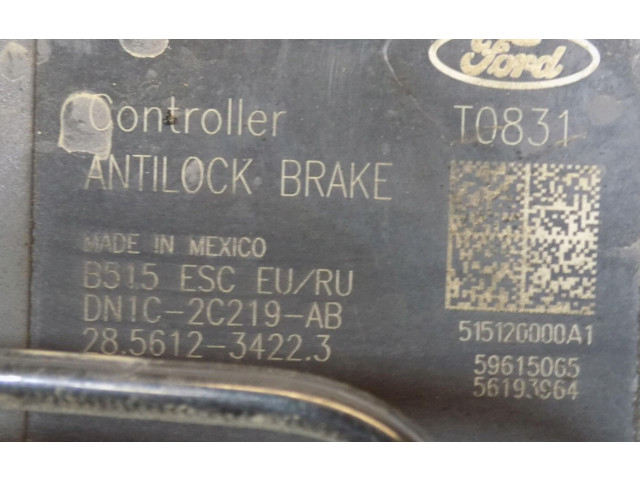 Ford
Controller
T0831
ANTILOCK BRAKE
MADE IN MEXICO
B515 ESC EU/RU
DN1C-2C219-AB
28.5612-3422.3
515120000A1
59615065
56193964